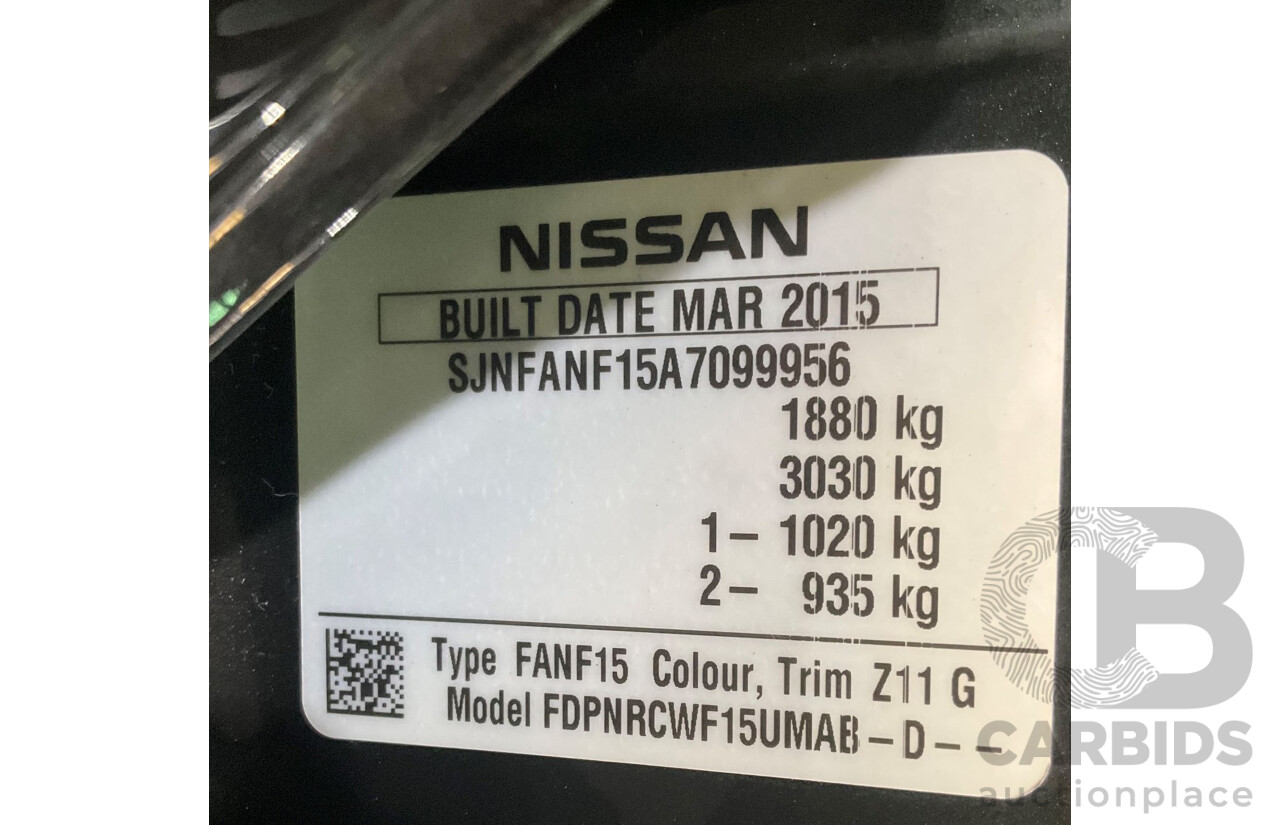 NISSAN
BUILT DATE MAR 2015
SJNFANF15A7099956
1880 kg
3030 kg
1- 1020 kg
2- 935 kg
Type FANF15 Colour, Trim Z11 G
Model FDPNRCWF15UMAB-D--
CB
CARBIDS
auctionplace